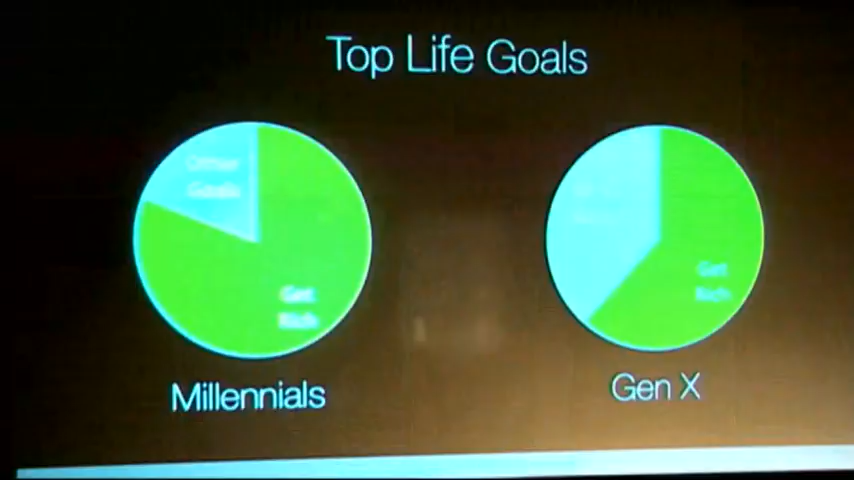 Top Life Goals
Other
Goals
Get
Rich
Get
Rich
Millennials
Gen X